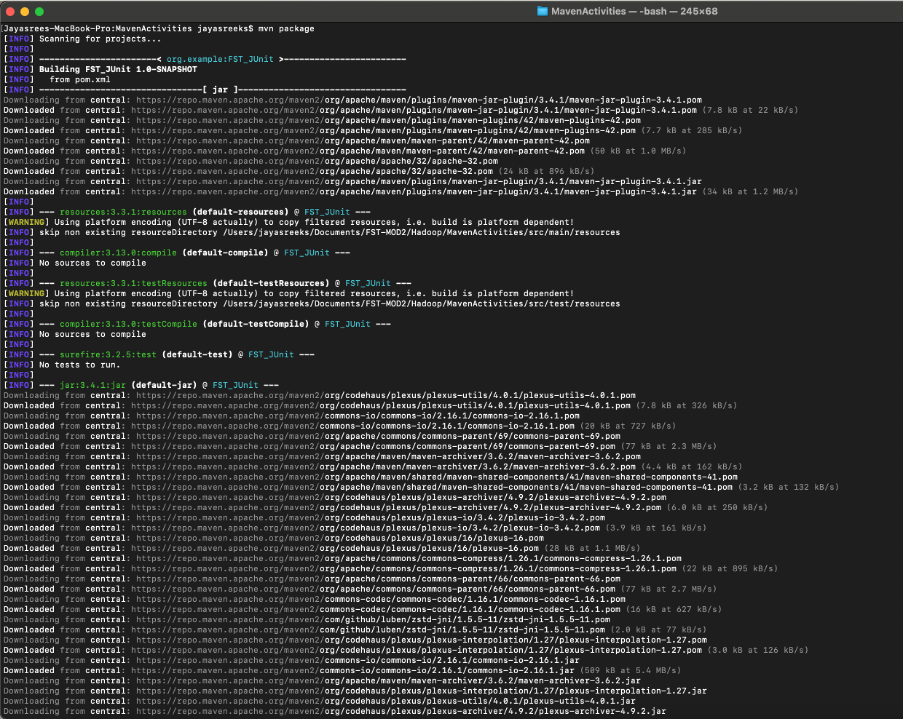 MavenActivities — -bash — 245×68
[Jayasrees-MacBook-Pro:MavenActivities jayasreeks$ mvn package
[INFO] Scanning for projects...
[INFO]
[INFO] -----------------------< org.example:FST_JUnit >------------------------
[INFO] Building FST_JUnit 1.0-SNAPSHOT
[INFO]   from pom.xml
[INFO] --------------------------------[ jar ]---------------------------------
Downloading from central: https://repo.maven.apache.org/maven2/org/apache/maven/plugins/maven-jar-plugin/3.4.1/maven-jar-plugin-3.4.1.pom
Downloaded from central: https://repo.maven.apache.org/maven2/org/apache/maven/plugins/maven-jar-plugin/3.4.1/maven-jar-plugin-3.4.1.pom (7.8 kB at 22 kB/s)
Downloading from central: https://repo.maven.apache.org/maven2/org/apache/maven/plugins/maven-plugins/42/maven-plugins-42.pom
Downloaded from central: https://repo.maven.apache.org/maven2/org/apache/maven/plugins/maven-plugins/42/maven-plugins-42.pom (7.7 kB at 285 kB/s)
Downloading from central: https://repo.maven.apache.org/maven2/org/apache/maven/maven-parent/42/maven-parent-42.pom
Downloaded from central: https://repo.maven.apache.org/maven2/org/apache/maven/maven-parent/42/maven-parent-42.pom (50 kB at 1.0 MB/s)
Downloading from central: https://repo.maven.apache.org/maven2/org/apache/apache/32/apache-32.pom
Downloaded from central: https://repo.maven.apache.org/maven2/org/apache/apache/32/apache-32.pom (24 kB at 896 kB/s)
Downloading from central: https://repo.maven.apache.org/maven2/org/apache/maven/plugins/maven-jar-plugin/3.4.1/maven-jar-plugin-3.4.1.jar
Downloaded from central: https://repo.maven.apache.org/maven2/org/apache/maven/plugins/maven-jar-plugin/3.4.1/maven-jar-plugin-3.4.1.jar (34 kB at 1.2 MB/s)
[INFO]
[INFO] --- resources:3.3.1:resources (default-resources) @ FST_JUnit ---
[WARNING] Using platform encoding (UTF-8 actually) to copy filtered resources, i.e. build is platform dependent!
[INFO] skip non existing resourceDirectory /Users/jayasreeks/Documents/FST-MOD2/Hadoop/MavenActivities/src/main/resources
[INFO]
[INFO] --- compiler:3.13.0:compile (default-compile) @ FST_JUnit ---
[INFO] No sources to compile
[INFO]
[INFO] --- resources:3.3.1:testResources (default-testResources) @ FST_JUnit ---
[WARNING] Using platform encoding (UTF-8 actually) to copy filtered resources, i.e. build is platform dependent!
[INFO] skip non existing resourceDirectory /Users/jayasreeks/Documents/FST-MOD2/Hadoop/MavenActivities/src/test/resources
[INFO]
[INFO] --- compiler:3.13.0:testCompile (default-testCompile) @ FST_JUnit ---
[INFO] No sources to compile
[INFO]
[INFO] --- surefire:3.2.5:test (default-test) @ FST_JUnit ---
[INFO] No tests to run.
[INFO]
[INFO] --- jar:3.4.1:jar (default-jar) @ FST_JUnit ---
Downloading from central: https://repo.maven.apache.org/maven2/org/codehaus/plexus/plexus-utils/4.0.1/plexus-utils-4.0.1.pom
Downloaded from central: https://repo.maven.apache.org/maven2/org/codehaus/plexus/plexus-utils/4.0.1/plexus-utils-4.0.1.pom (7.8 kB at 326 kB/s)
Downloading from central: https://repo.maven.apache.org/maven2/commons-io/commons-io/2.16.1/commons-io-2.16.1.pom
Downloaded from central: https://repo.maven.apache.org/maven2/commons-io/commons-io/2.16.1/commons-io-2.16.1.pom (20 kB at 727 kB/s)
Downloading from central: https://repo.maven.apache.org/maven2/org/apache/commons/commons-parent/69/commons-parent-69.pom
Downloaded from central: https://repo.maven.apache.org/maven2/org/apache/commons/commons-parent/69/commons-parent-69.pom (77 kB at 2.3 MB/s)
Downloading from central: https://repo.maven.apache.org/maven2/org/apache/maven/maven-archiver/3.6.2/maven-archiver-3.6.2.pom
Downloaded from central: https://repo.maven.apache.org/maven2/org/apache/maven/maven-archiver/3.6.2/maven-archiver-3.6.2.pom (4.4 kB at 162 kB/s)
Downloading from central: https://repo.maven.apache.org/maven2/org/apache/maven/shared/maven-shared-components/41/maven-shared-components-41.pom
Downloaded from central: https://repo.maven.apache.org/maven2/org/apache/maven/shared/maven-shared-components/41/maven-shared-components-41.pom (3.2 kB at 132 kB/s)
Downloading from central: https://repo.maven.apache.org/maven2/org/codehaus/plexus/plexus-archiver/4.9.2/plexus-archiver-4.9.2.pom
Downloaded from central: https://repo.maven.apache.org/maven2/org/codehaus/plexus/plexus-archiver/4.9.2/plexus-archiver-4.9.2.pom (6.0 kB at 250 kB/s)
Downloading from central: https://repo.maven.apache.org/maven2/org/codehaus/plexus/plexus-io/3.4.2/plexus-io-3.4.2.pom
Downloaded from central: https://repo.maven.apache.org/maven2/org/codehaus/plexus/plexus-io/3.4.2/plexus-io-3.4.2.pom (3.9 kB at 161 kB/s)
Downloading from central: https://repo.maven.apache.org/maven2/org/codehaus/plexus/plexus/16/plexus-16.pom
Downloaded from central: https://repo.maven.apache.org/maven2/org/codehaus/plexus/plexus/16/plexus-16.pom (28 kB at 1.1 MB/s)
Downloading from central: https://repo.maven.apache.org/maven2/org/apache/commons/commons-compress/1.26.1/commons-compress-1.26.1.pom
Downloaded from central: https://repo.maven.apache.org/maven2/org/apache/commons/commons-compress/1.26.1/commons-compress-1.26.1.pom (22 kB at 895 kB/s)
Downloading from central: https://repo.maven.apache.org/maven2/org/apache/commons/commons-parent/66/commons-parent-66.pom
Downloaded from central: https://repo.maven.apache.org/maven2/org/apache/commons/commons-parent/66/commons-parent-66.pom (77 kB at 2.7 MB/s)
Downloading from central: https://repo.maven.apache.org/maven2/commons-codec/commons-codec/1.16.1/commons-codec-1.16.1.pom
Downloaded from central: https://repo.maven.apache.org/maven2/commons-codec/commons-codec/1.16.1/commons-codec-1.16.1.pom (16 kB at 627 kB/s)
Downloading from central: https://repo.maven.apache.org/maven2/com/github/luben/zstd-jni/1.5.5-11/zstd-jni-1.5.5-11.pom
Downloaded from central: https://repo.maven.apache.org/maven2/com/github/luben/zstd-jni/1.5.5-11/zstd-jni-1.5.5-11.pom (2.0 kB at 77 kB/s)
Downloading from central: https://repo.maven.apache.org/maven2/org/codehaus/plexus/plexus-interpolation/1.27/plexus-interpolation-1.27.pom
Downloaded from central: https://repo.maven.apache.org/maven2/org/codehaus/plexus/plexus-interpolation/1.27/plexus-interpolation-1.27.pom (3.0 kB at 126 kB/s)
Downloading from central: https://repo.maven.apache.org/maven2/commons-io/commons-io/2.16.1/commons-io-2.16.1.jar
Downloaded from central: https://repo.maven.apache.org/maven2/commons-io/commons-io/2.16.1/commons-io-2.16.1.jar (509 kB at 5.4 MB/s)
Downloading from central: https://repo.maven.apache.org/maven2/org/apache/maven/maven-archiver/3.6.2/maven-archiver-3.6.2.jar
Downloading from central: https://repo.maven.apache.org/maven2/org/codehaus/plexus/plexus-interpolation/1.27/plexus-interpolation-1.27.jar
Downloading from central: https://repo.maven.apache.org/maven2/org/codehaus/plexus/plexus-utils/4.0.1/plexus-utils-4.0.1.jar
Downloading from central: https://repo.maven.apache.org/maven2/org/codehaus/plexus/plexus-archiver/4.9.2/plexus-archiver-4.9.2.jar